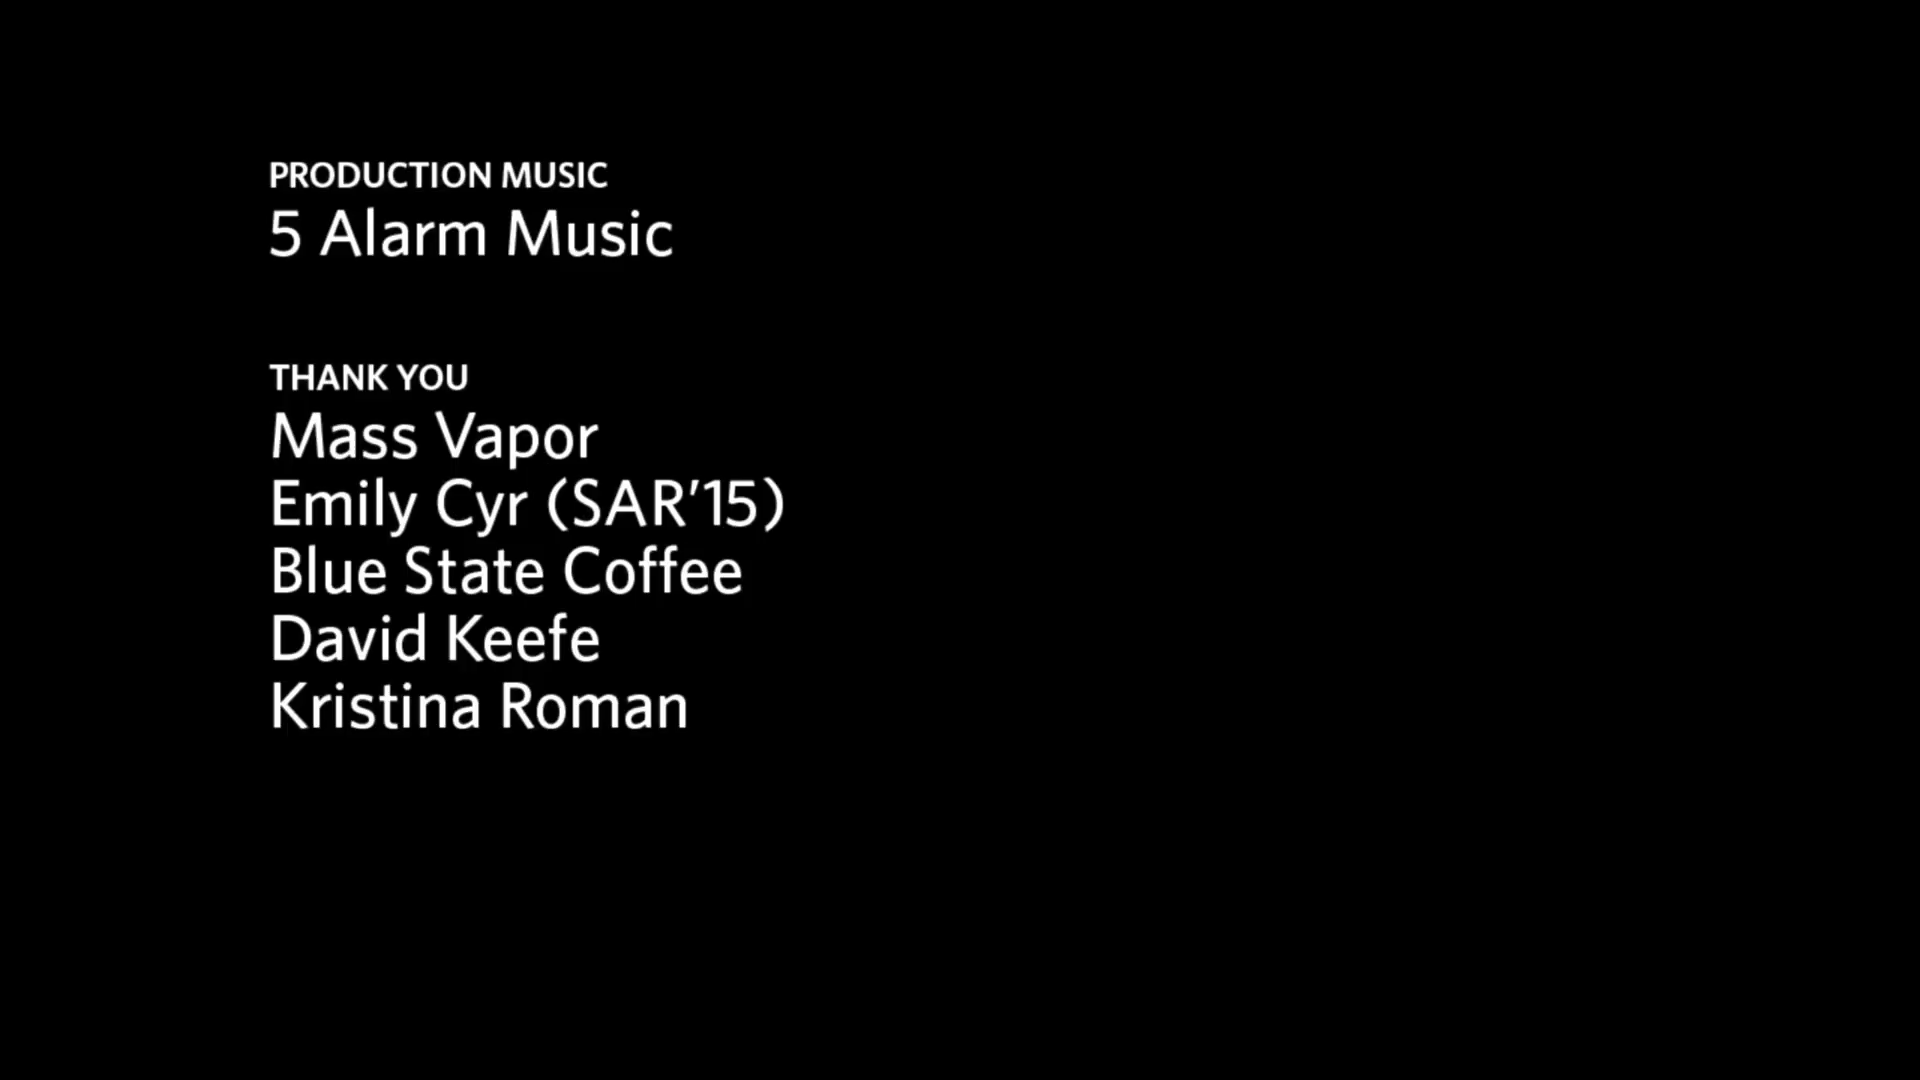 PRODUCTION MUSIC
5 Alarm Music
THANK YOU
Mass Vapor
Emily Cyr (SAR’15)
Blue State Coffee
David Keefe
Kristina Roman